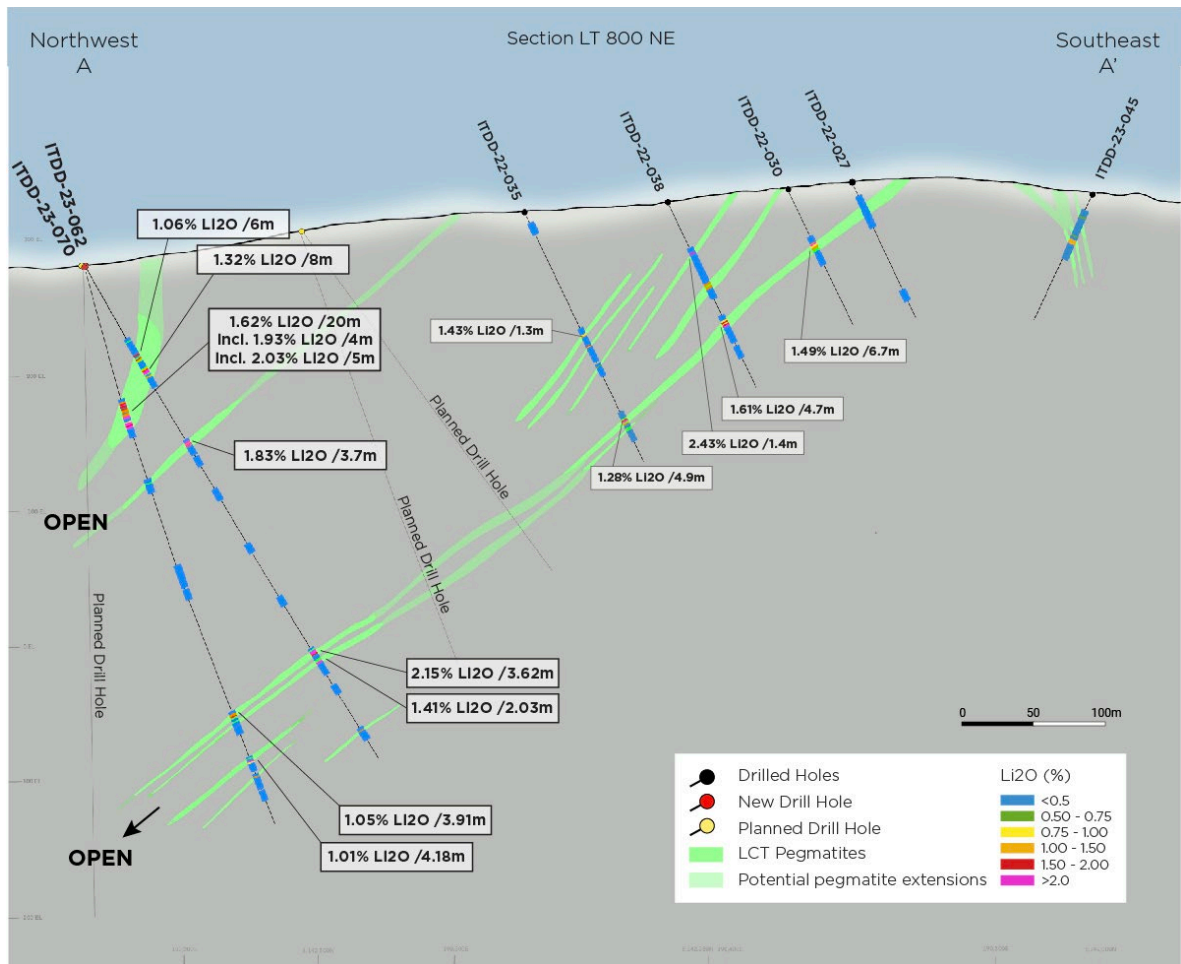 Northwest
A
Section LT 800 NE
Southeast
A'
ITDD-23-070
ITDD-23-062
ITDD-22-035
ITDD-22-038
ITDD-22-030
ITDD-22-027
ITDD-23-045
1.06% LI2O /6m
1.32% LI2O /8m
1.62% LI2O /20m
Incl. 1.93% LI2O /4m
Incl. 2.03% LI2O /5m
1.83% LI2O /3.7m
1.43% LI2O /1.3m
1.49% LI2O /6.7m
1.61% LI2O /4.7m
2.43% LI2O /1.4m
1.28% LI2O /4.9m
Planned Drill Hole
Planned Drill Hole
Planned Drill Hole
OPEN
2.15% LI2O /3.62m
1.41% LI2O /2.03m
1.05% LI2O /3.91m
1.01% LI2O /4.18m
OPEN
0 50 100m
Drilled Holes
New Drill Hole
Planned Drill Hole
LCT Pegmatites
Potential pegmatite extensions
Li2O (%)
<0.5
0.50 - 0.75
0.75 - 1.00
1.00 - 1.50
1.50 - 2.00
>2.0